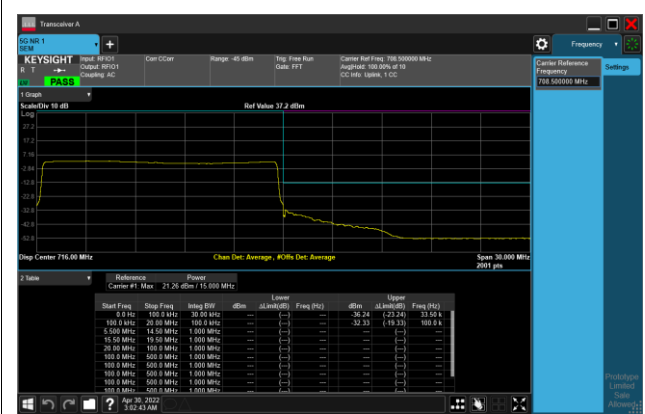 Transceiver A
5G NR 1
SEM
Frequency
KEYSIGHT
R T
PASS
Input: RFIO1
Output: RFIO1
Coupling: AC
Corr CCorr
Range: -45 dBm
Trig: Free Run
Gate: FFT
Carrier Ref Freq: 708.500000 MHz
Avg|Hold: 100.00% of 10
CC Info: Uplink, 1 CC
Carrier Reference
Frequency
708.500000 MHz
Settings
1 Graph
Scale/Div 10 dB
Ref Value 37.2 dBm
Log
27.2
17.2
7.16
-2.84
-12.8
-22.8
-32.8
-42.8
-52.8
Disp Center 716.00 MHz
Chan Det: Average, #Offs Det: Average
Span 30.000 MHz
2001 pts
2 Table
Reference Power
Carrier #1 Max 21.26 dBm / 15.000 MHz
Lower Upper
Start Freq Stop Freq Integ BW dBm ΔLimit(dB) Freq (Hz) dBm ΔLimit(dB) Freq (Hz)
0.0 Hz 100.0 kHz 30.00 kHz --- (---) --- -36.24 (-23.24) 33.50 k
100.0 kHz 20.00 MHz 100.0 kHz --- (---) --- -32.33 (-19.33) 100.0 k
5.500 MHz 14.50 MHz 1.000 MHz --- (---) --- --- (---) ---
15.50 MHz 19.50 MHz 1.000 MHz --- (---) --- --- (---) ---
20.00 MHz 100.0 MHz 1.000 MHz --- (---) --- --- (---) ---
100.0 MHz 500.0 MHz 1.000 MHz --- (---) --- --- (---) ---
100.0 MHz 500.0 MHz 1.000 MHz --- (---) --- --- (---) ---
100.0 MHz 500.0 MHz 1.000 MHz --- (---) --- --- (---) ---
100.0 MHz 500.0 MHz 1.000 MHz --- (---) --- --- (---) ---
Apr 30, 2022
3:02:43 AM
Prototype
Limited
Sale
Allowed